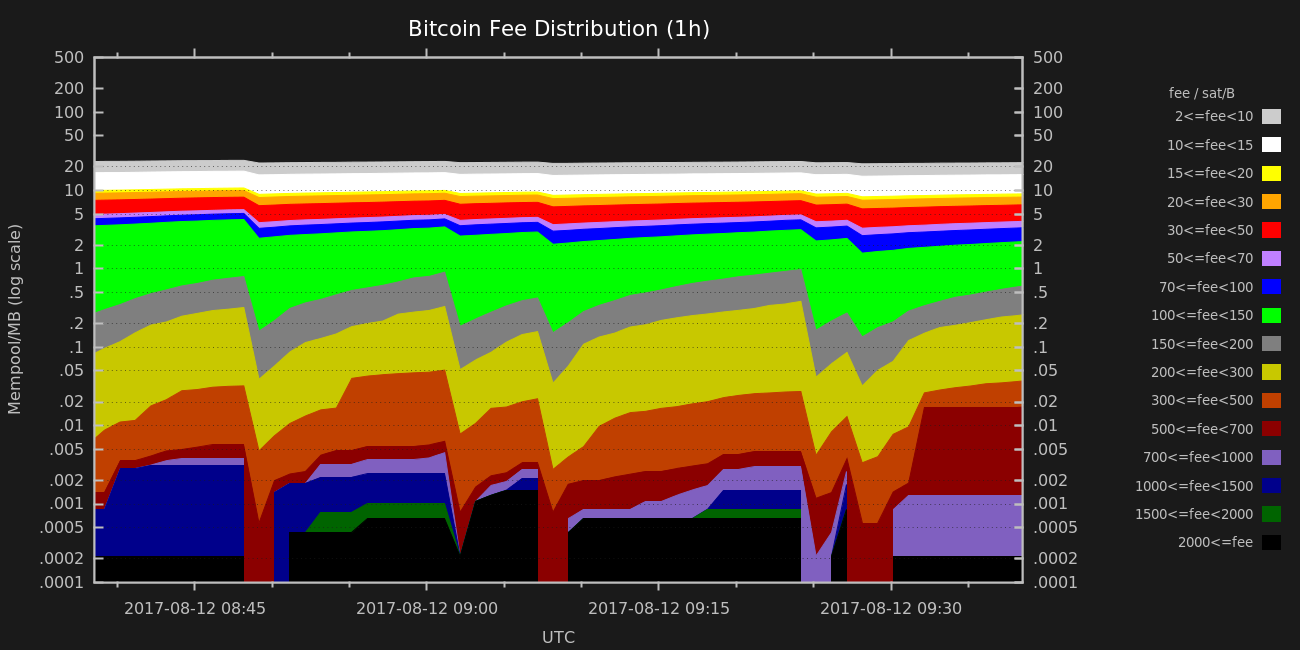 Bitcoin Fee Distribution (1h)
500 500
200 200
100 100
50 50
20 20
10 10
5 5
2 2
1 1
.5 .5
.2 .2
.1 .1
.05 .05
.02 .02
.01 .01
.005 .005
.002 .002
.001 .001
.0005 .0005
.0002 .0002
.0001 .0001
Mempool/MB (log scale)
2017-08-12 08:45 2017-08-12 09:00 2017-08-12 09:15 2017-08-12 09:30
UTC
fee / sat/B
2<=fee<10
10<=fee<15
15<=fee<20
20<=fee<30
30<=fee<50
50<=fee<70
70<=fee<100
100<=fee<150
150<=fee<200
200<=fee<300
300<=fee<500
500<=fee<700
700<=fee<1000
1000<=fee<1500
1500<=fee<2000
2000<=fee